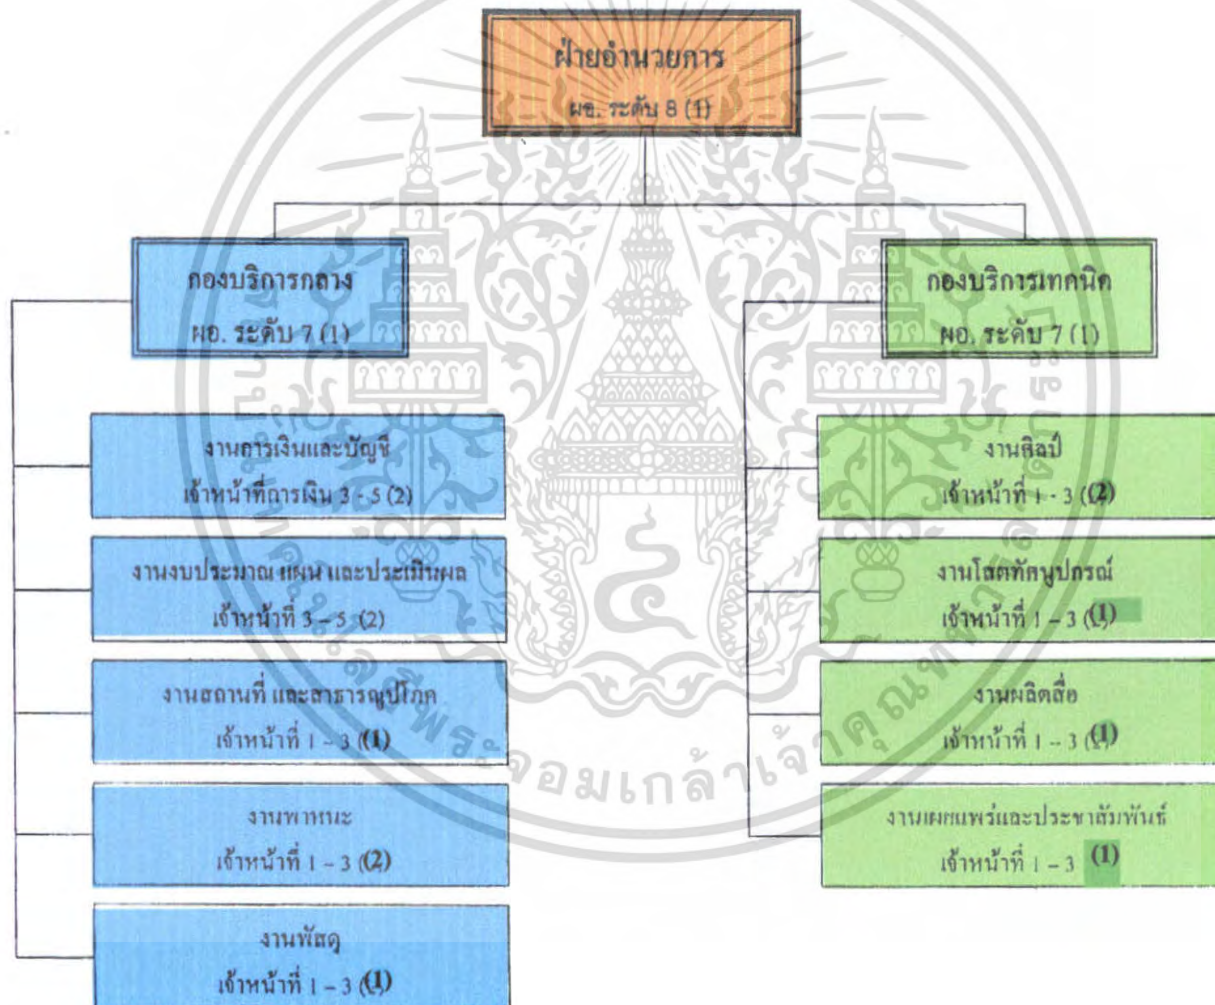 ฝ่ายอำนวยการ
ผอ. ระดับ 8 (1)
กองบริการกลาง
ผอ. ระดับ 7 (1)
งานการเงินและบัญชี
เจ้าหน้าที่การเงิน 3 - 5 (2)
งานงบประมาณ แผน และประเมินผล
เจ้าหน้าที่ 3 – 5 (2)
งานสถานที่ และสาธารณูปโภค
เจ้าหน้าที่ 1 – 3 (1)
งานพาหนะ
เจ้าหน้าที่ 1 – 3 (2)
งานพัสดุ
เจ้าหน้าที่ 1 – 3 (1)
กองบริการเทคนิค
ผอ. ระดับ 7 (1)
งานศิลป์
เจ้าหน้าที่ 1 - 3 (2)
งานโสตทัศนูปกรณ์
เจ้าหน้าที่ 1 – 3 (1)
งานผลิตสื่อ
เจ้าหน้าที่ 1 – 3 (1)
งานเผยแพร่และประชาสัมพันธ์
เจ้าหน้าที่ 1 – 3 (1)